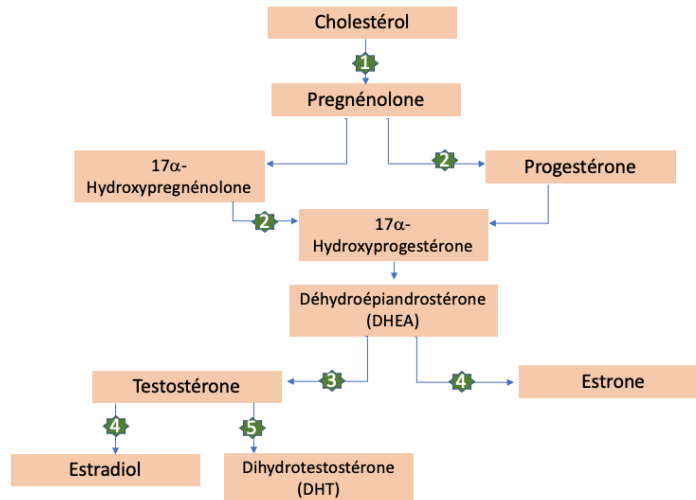 Cholestérol
1
Pregnénolone
17α-
Hydroxypregnénolone
2
Progestérone
2
17α-
Hydroxyprogestérone
Déhydroépiandrostérone
(DHEA)
3
4
Testostérone
Estrone
4
5
Estradiol
Dihydrotestostérone
(DHT)